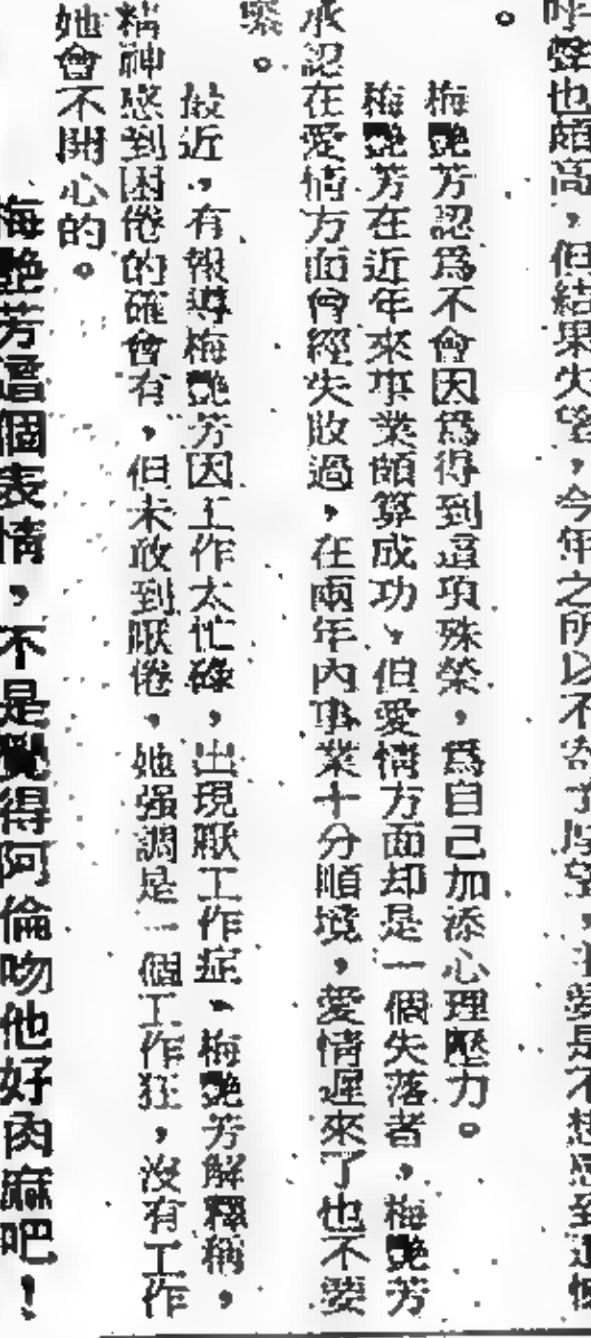 呼聲也頗高，但結果失望，今年之所以不寄予厚望，主要是不想感到遺憾
。
梅艷芳認爲不會因爲得到這項殊榮，爲自己加添心理壓力。
梅艷芳在近年來事業頗算成功，但愛情方面却是一個失落者，梅艷芳
承認在愛情方面曾經失敗過，在兩年內事業十分順境，愛情遲來了也不要
緊。
最近，有報導梅艷芳因工作太忙碌，出現厭工作症，梅艷芳解釋稱，
精神感到困倦的確會有，但未敢到厭倦，她强調是一個工作狂，沒有工作
她會不開心的。
梅艷芳這個表情，不是覺得阿倫吻他好肉麻吧！